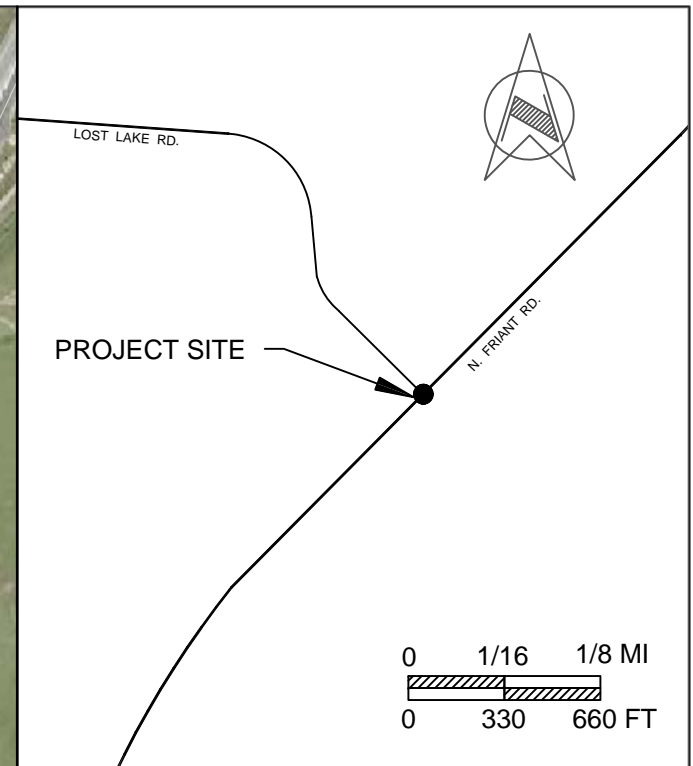 LOST LAKE RD.
N. FRIANT RD.
PROJECT SITE
0 1/16 1/8 MI
0 330 660 FT